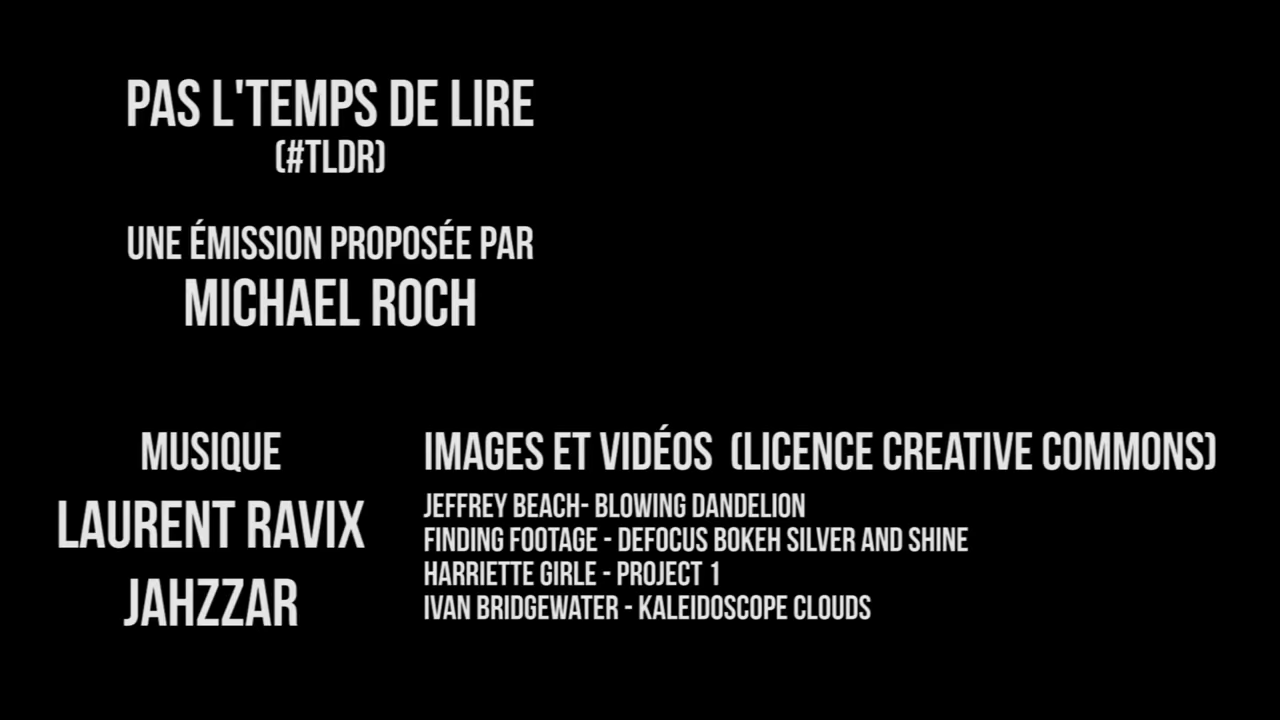 PAS L'TEMPS DE LIRE
(#TLDR)
UNE ÉMISSION PROPOSÉE PAR
MICHAEL ROCH
MUSIQUE
LAURENT RAVIX
JAHZZAR
IMAGES ET VIDÉOS (LICENCE CREATIVE COMMONS)
JEFFREY BEACH- BLOWING DANDELION
FINDING FOOTAGE - DEFOCUS BOKEH SILVER AND SHINE
HARRIETTE GIRLE - PROJECT 1
IVAN BRIDGEWATER - KALEIDOSCOPE CLOUDS